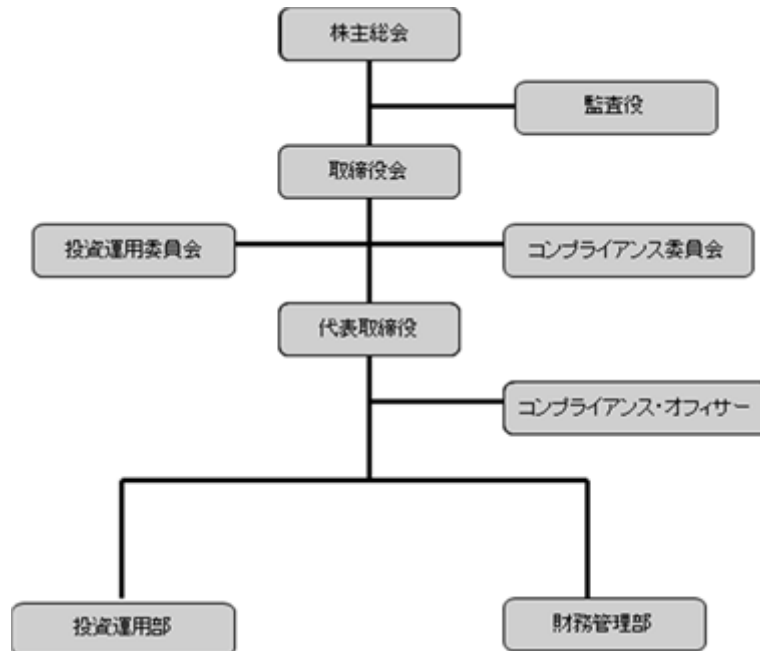 株主総会
監査役
取締役会
投資運用委員会
コンプライアンス委員会
代表取締役
コンプライアンス・オフィサー
投資運用部
財務管理部